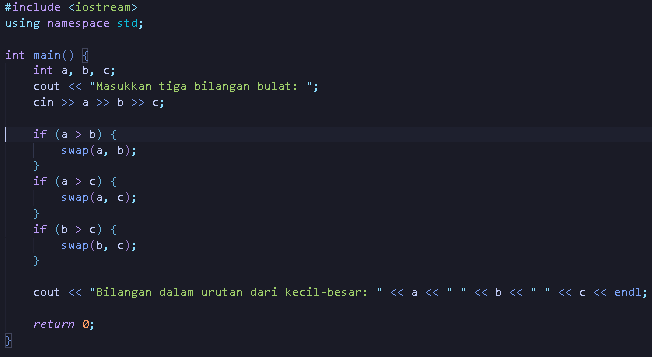 #include <iostream>
using namespace std;
int main() {
int a, b, c;
cout << "Masukkan tiga bilangan bulat: ";
cin >> a >> b >> c;
if (a > b) {
swap(a, b);
}
if (a > c) {
swap(a, c);
}
if (b > c) {
swap(b, c);
}
cout << "Bilangan dalam urutan dari kecil-besar: " << a << " " << b << " " << c << endl;
return 0;
}